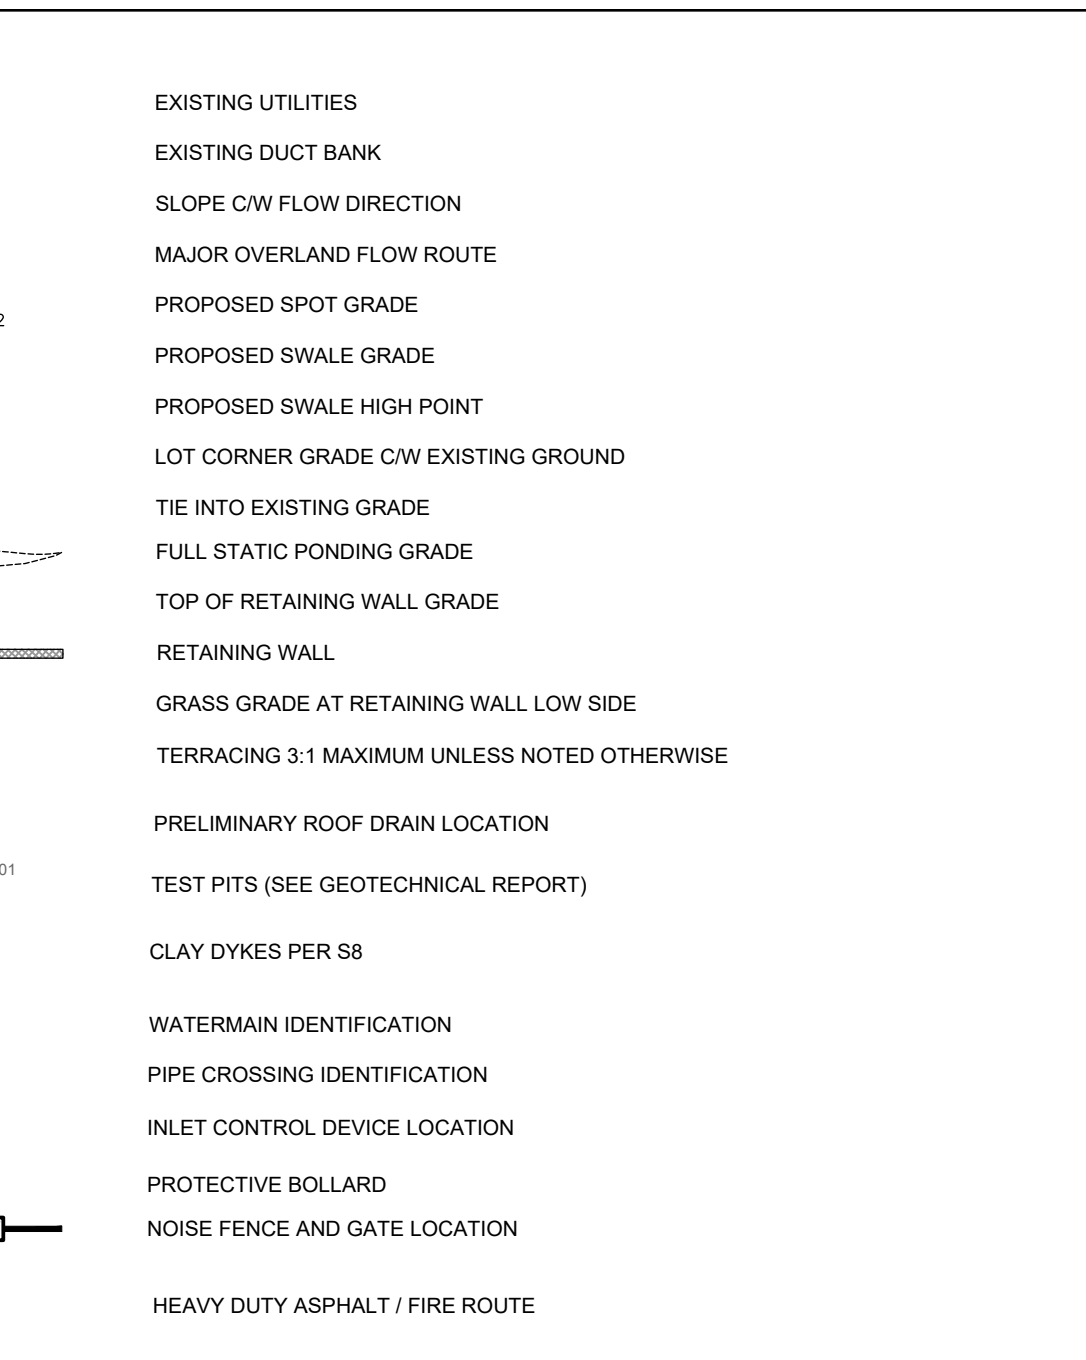 EXISTING UTILITIES
EXISTING DUCT BANK
SLOPE C/W FLOW DIRECTION
MAJOR OVERLAND FLOW ROUTE
PROPOSED SPOT GRADE
2
PROPOSED SWALE GRADE
PROPOSED SWALE HIGH POINT
LOT CORNER GRADE C/W EXISTING GROUND
TIE INTO EXISTING GRADE
FULL STATIC PONDING GRADE
TOP OF RETAINING WALL GRADE
RETAINING WALL
GRASS GRADE AT RETAINING WALL LOW SIDE
TERRACING 3:1 MAXIMUM UNLESS NOTED OTHERWISE
PRELIMINARY ROOF DRAIN LOCATION
01
TEST PITS (SEE GEOTECHNICAL REPORT)
CLAY DYKES PER S8
WATERMAIN IDENTIFICATION
PIPE CROSSING IDENTIFICATION
INLET CONTROL DEVICE LOCATION
PROTECTIVE BOLLARD
NOISE FENCE AND GATE LOCATION
HEAVY DUTY ASPHALT / FIRE ROUTE